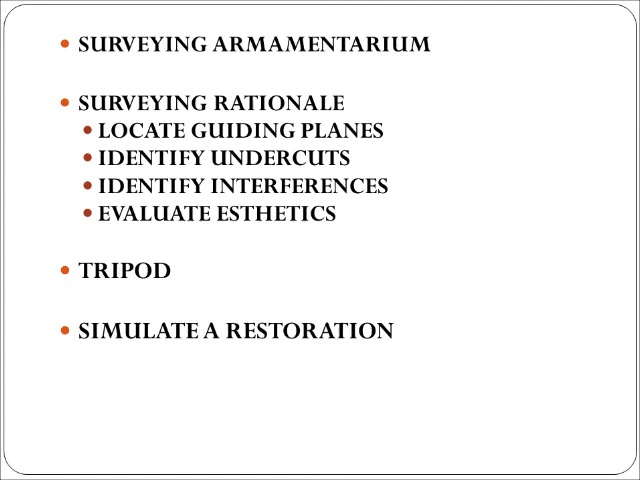 SURVEYING ARMAMENTARIUM
SURVEYING RATIONALE
LOCATE GUIDING PLANES
IDENTIFY UNDERCUTS
IDENTIFY INTERFERENCES
EVALUATE ESTHETICS
TRIPOD
SIMULATE A RESTORATION